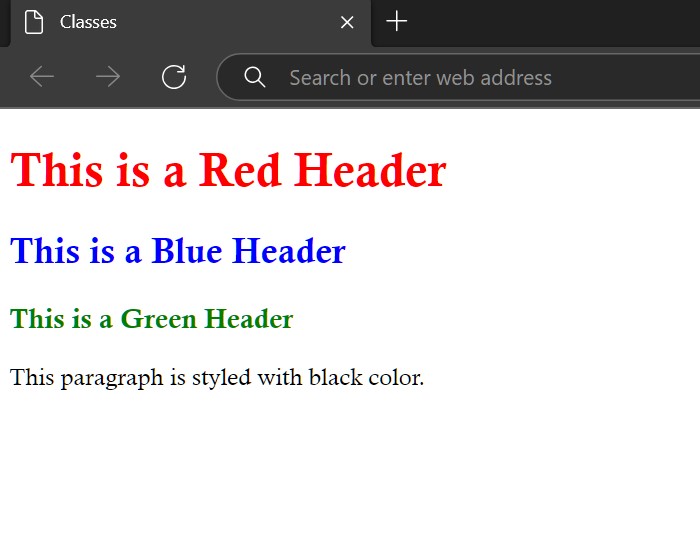 Classes
Search or enter web address
This is a Red Header
This is a Blue Header
This is a Green Header
This paragraph is styled with black color.